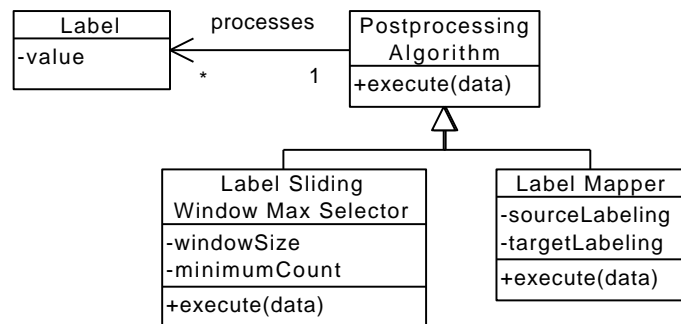 Label
-value
processes
*
1
Postprocessing
Algorithm
+execute(data)
Label Sliding
Window Max Selector
-windowSize
-minimumCount
+execute(data)
Label Mapper
-sourceLabeling
-targetLabeling
+execute(data)